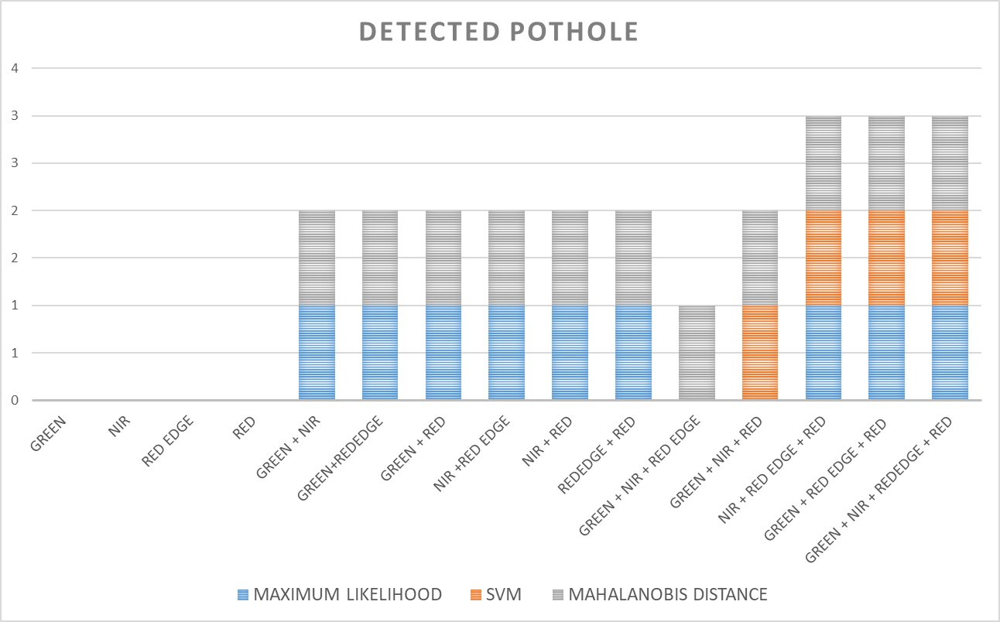 DETECTED POTHOLE
4
3
3
2
2
1
1
0
GREEN
NIR
RED EDGE
RED
GREEN + NIR
GREEN+REDEDGE
GREEN + RED
NIR +RED EDGE
NIR + RED
REDEDGE + RED
GREEN + NIR + RED EDGE
GREEN + NIR + RED
NIR + RED EDGE + RED
GREEN + RED EDGE + RED
GREEN + NIR + REDEDGE + RED
MAXIMUM LIKELIHOOD SVM MAHALANOBIS DISTANCE